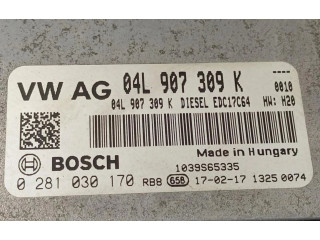 VW AG 04L 907 309 K ----
04L 907 309 K DIESEL EDC17C64 0010
HW: H20
BOSCH
Made in Hungary
1039S65335
0 281 030 170 RB8 658 17-02-17 1325 0074